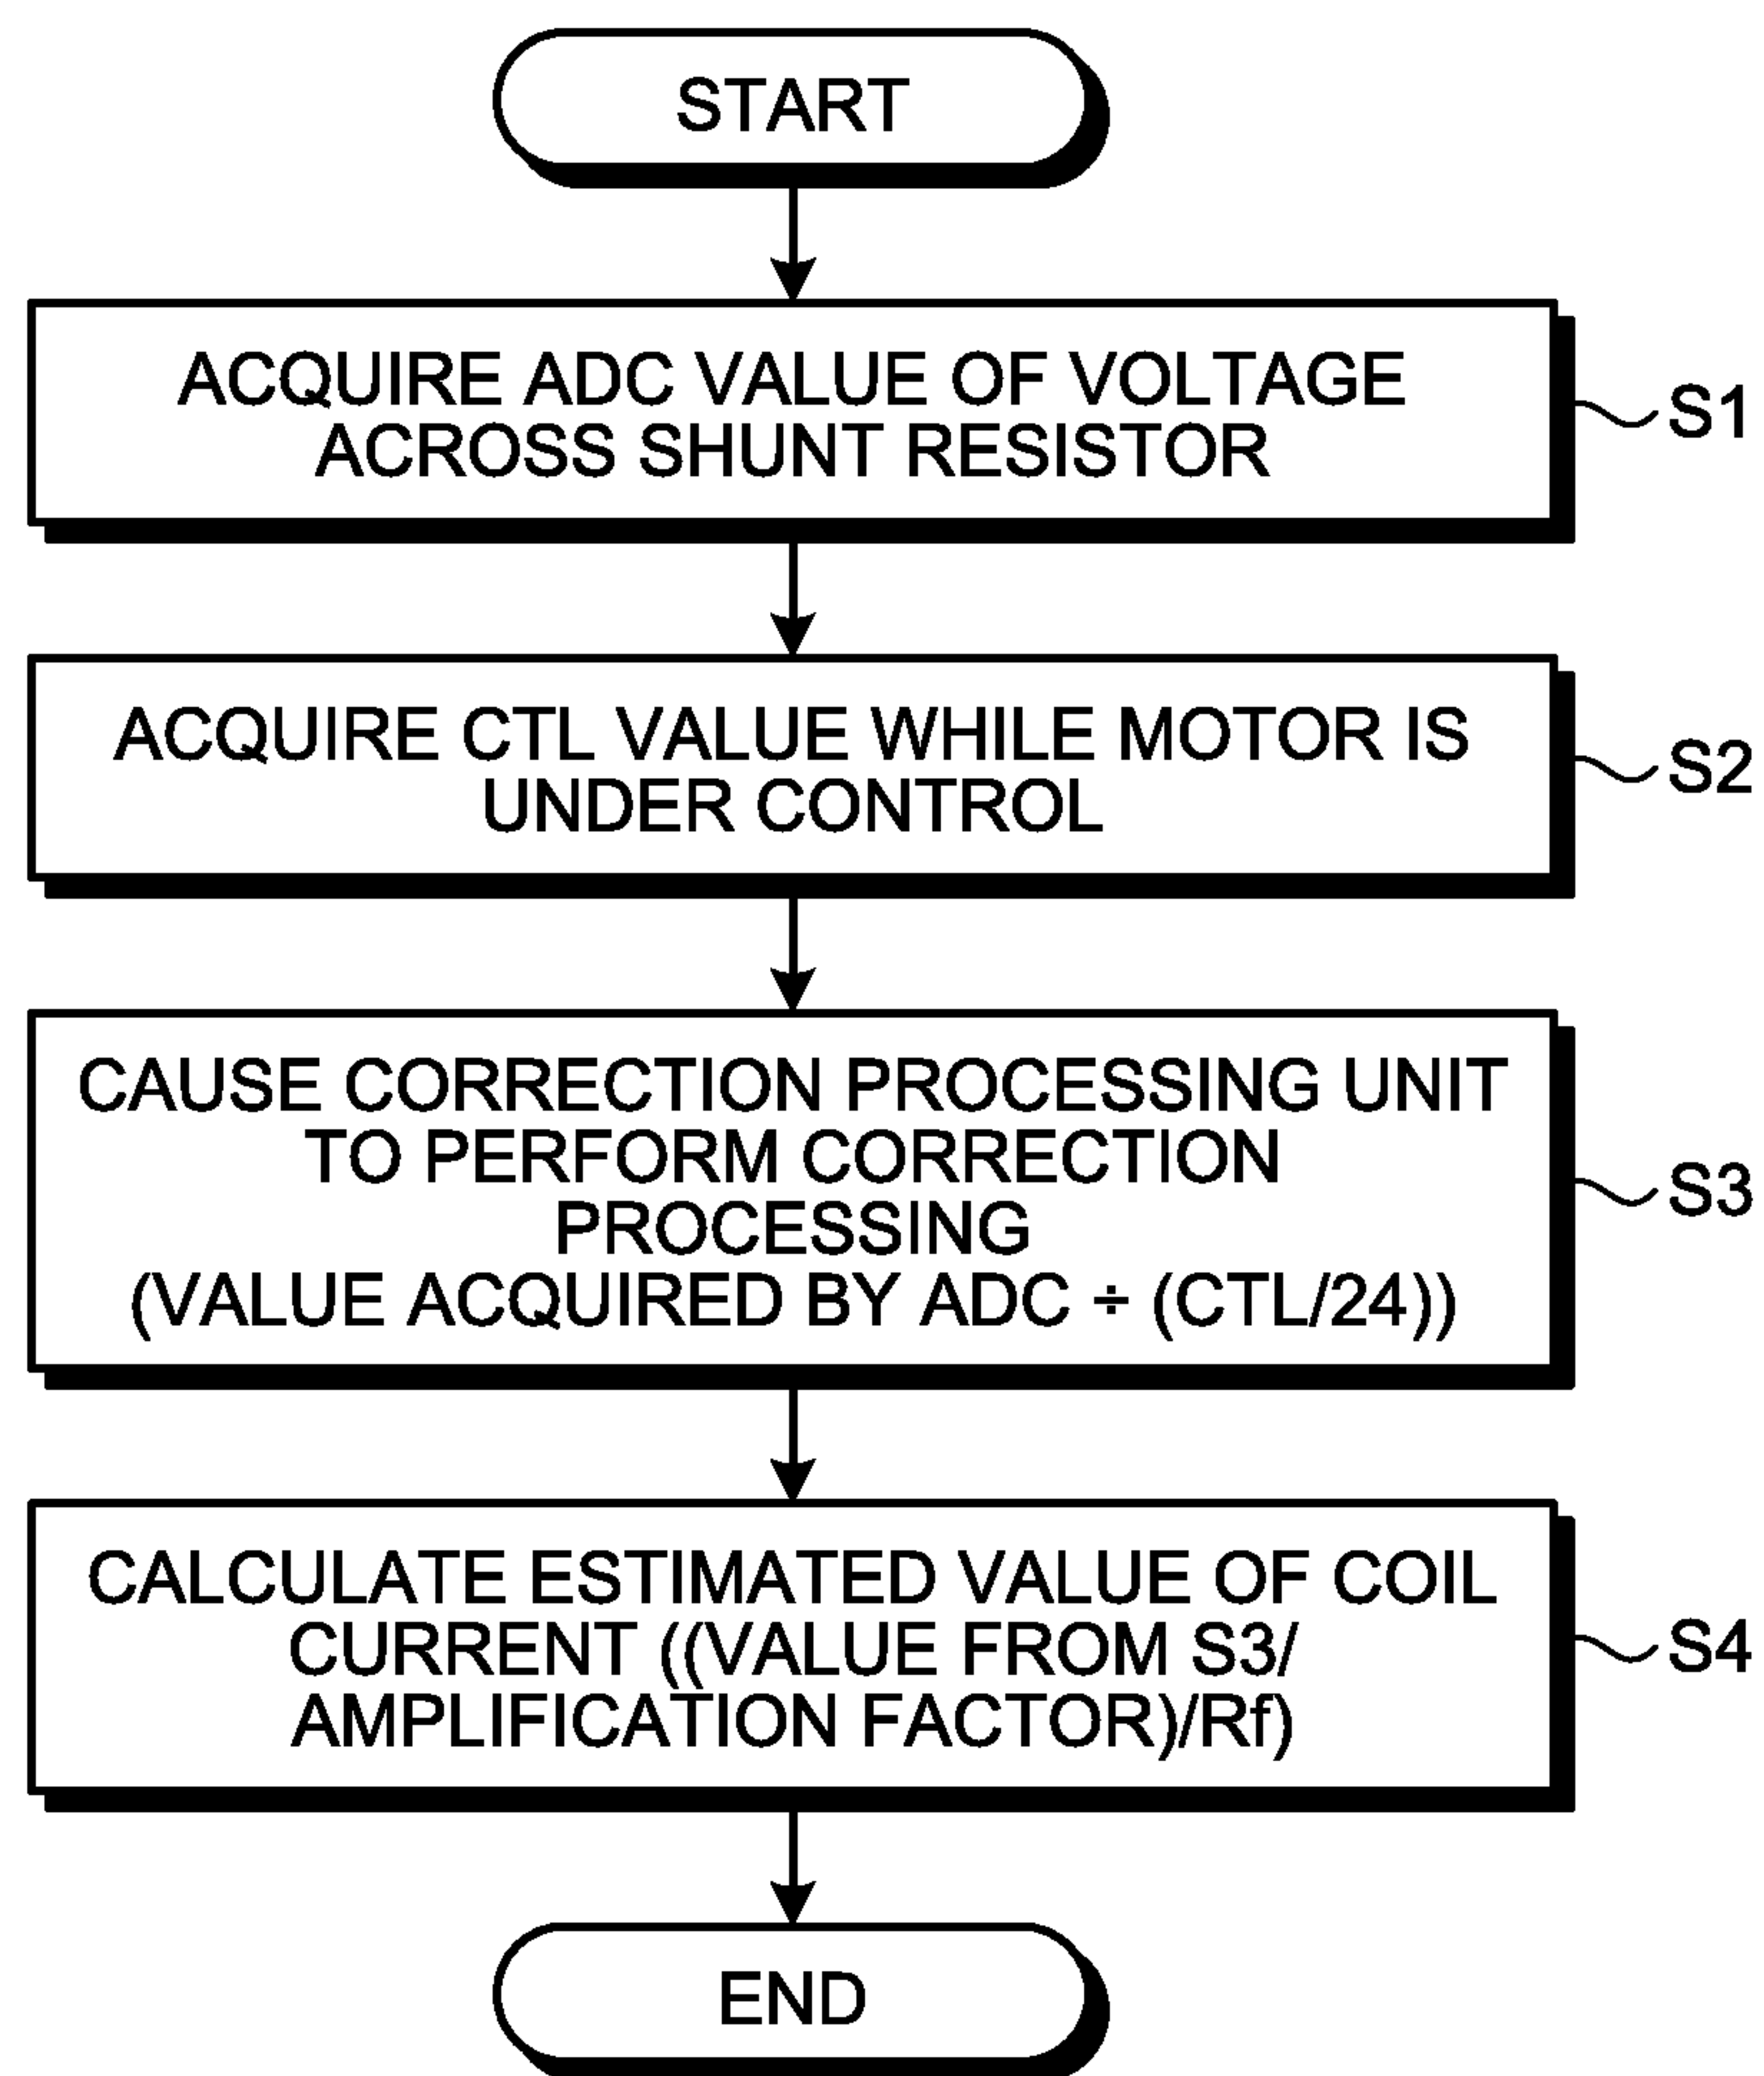 START
ACQUIRE ADC VALUE OF VOLTAGE
ACROSS SHUNT RESISTOR
S1
ACQUIRE CTL VALUE WHILE MOTOR IS
UNDER CONTROL
S2
CAUSE CORRECTION PROCESSING UNIT
TO PERFORM CORRECTION
PROCESSING
(VALUE ACQUIRED BY ADC ÷ (CTL/24))
S3
CALCULATE ESTIMATED VALUE OF COIL
CURRENT ((VALUE FROM S3/
AMPLIFICATION FACTOR)/Rf)
S4
END